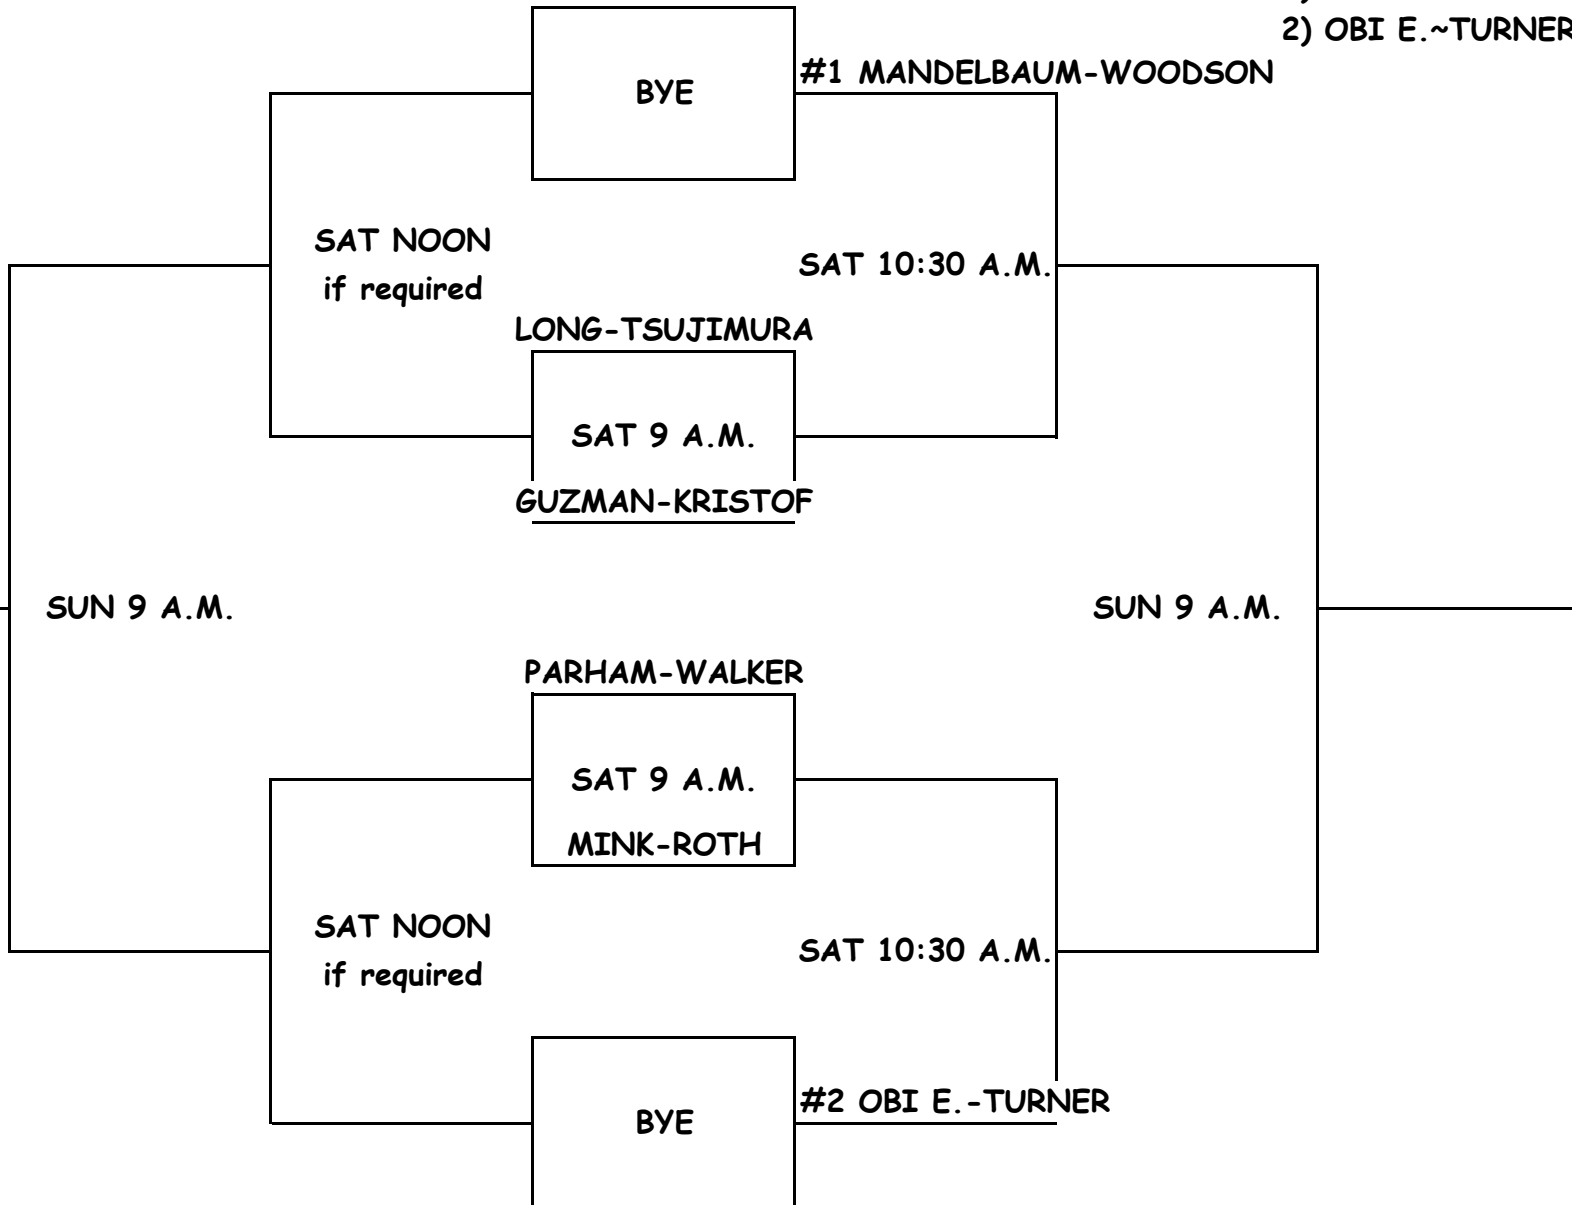 2) OBI E.~TURNER
#1 MANDELBAUM-WOODSON
BYE
SAT NOON
if required
SAT 10:30 A.M.
LONG-TSUJIMURA
SAT 9 A.M.
GUZMAN-KRISTOF
SUN 9 A.M.
SUN 9 A.M.
PARHAM-WALKER
SAT 9 A.M.
MINK-ROTH
SAT NOON
if required
SAT 10:30 A.M.
#2 OBI E.-TURNER
BYE